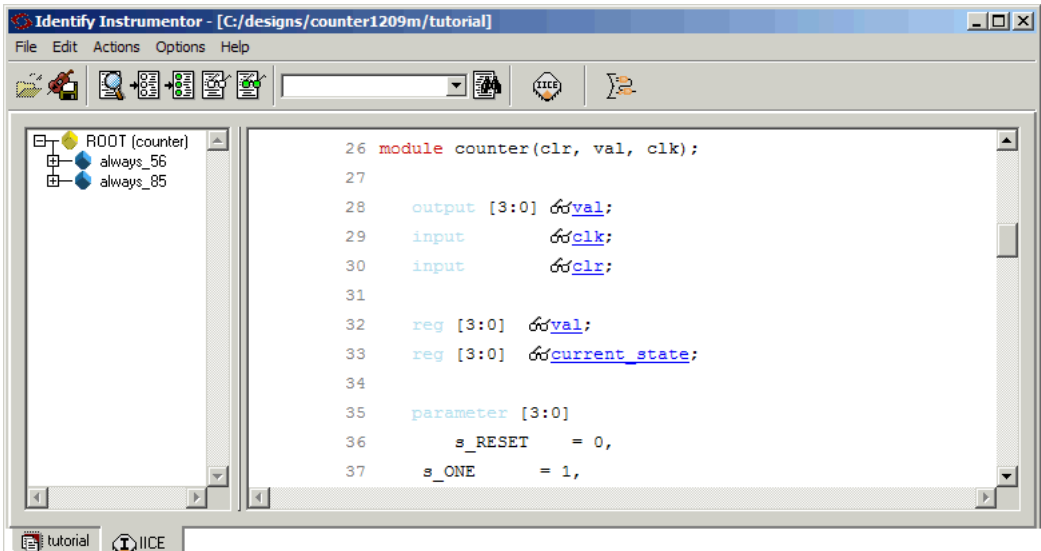 Identify Instrumentor - [C:/designs/counter1209m/tutorial]
File Edit Actions Options Help
IICE
ROOT (counter)
always_56
always_85
26 module counter(clr, val, clk);
27
28 output [3:0] val;
29 input clk;
30 input clr;
31
32 reg [3:0] val;
33 reg [3:0] current_state;
34
35 parameter [3:0]
36 s_RESET = 0,
37 s_ONE = 1,
tutorial
I IICE